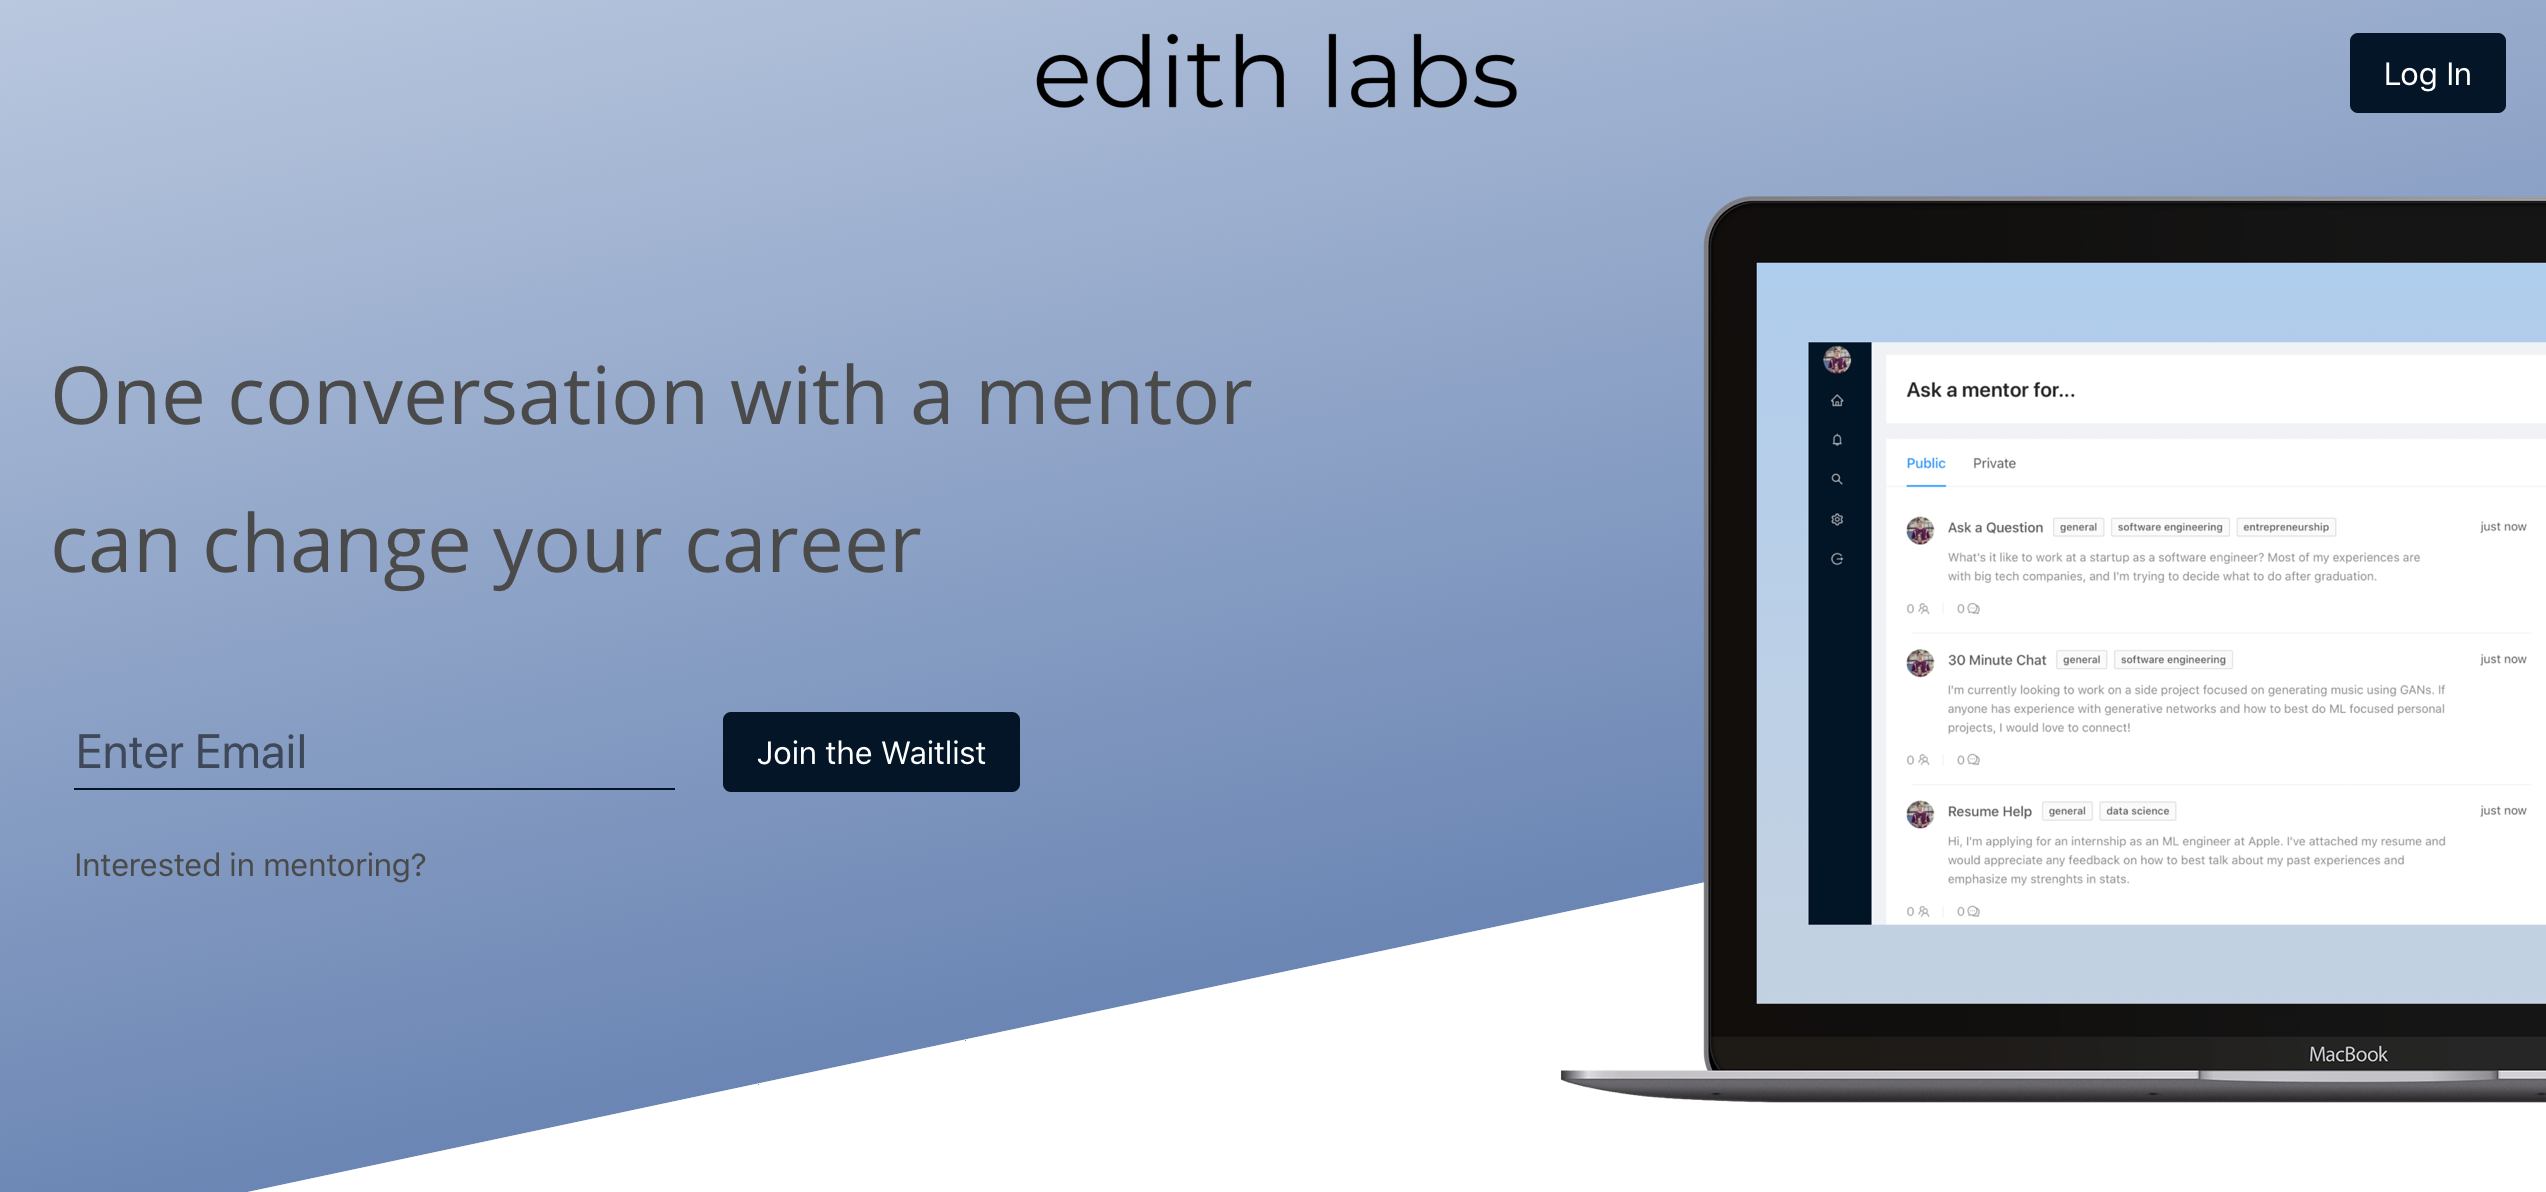 edith labs
Log In
One conversation with a mentor
can change your career
Enter Email
Join the Waitlist
Interested in mentoring?
Ask a mentor for...
Public Private
Ask a Question general software engineering entrepreneurship just now
What's it like to work at a startup as a software engineer? Most of my experiences are
with big tech companies, and I'm trying to decide what to do after graduation.
0 0
30 Minute Chat general software engineering just now
I'm currently looking to work on a side project focused on generating music using GANs. If
anyone has experience with generative networks and how to best do ML focused personal
projects, I would love to connect!
0 0
Resume Help general data science just now
Hi, I'm applying for an internship as an ML engineer at Apple. I've attached my resume and
would appreciate any feedback on how to best talk about my past experiences and
emphasize my strenghts in stats.
0 0
MacBook